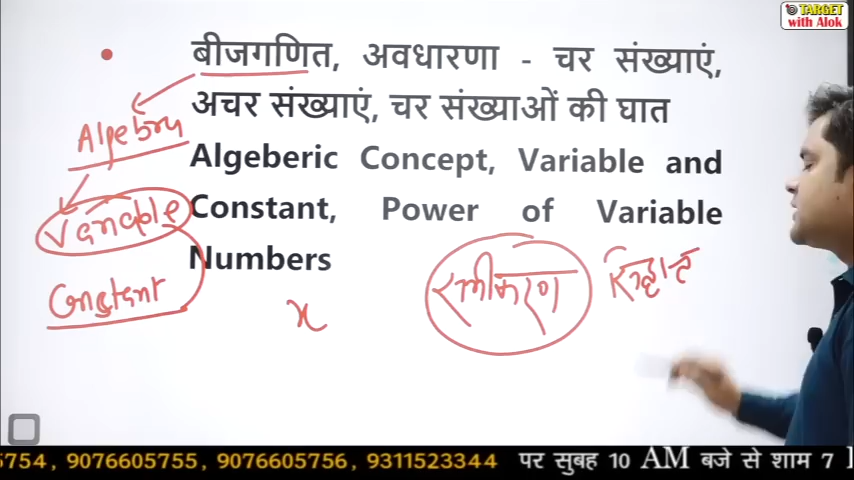 TARGET
with Alok
बीजगणित, अवधारणा - चर संख्याएं,
अचर संख्याएं, चर संख्याओं की घात
Algebra
Algeberic Concept, Variable and
Variable
Constant, Power of Variable
Numbers
Constant
x
समीकरण
सिद्धांत
5754, 9076605755, 9076605756, 9311523344 पर सुबह 10 AM बजे से शाम 7